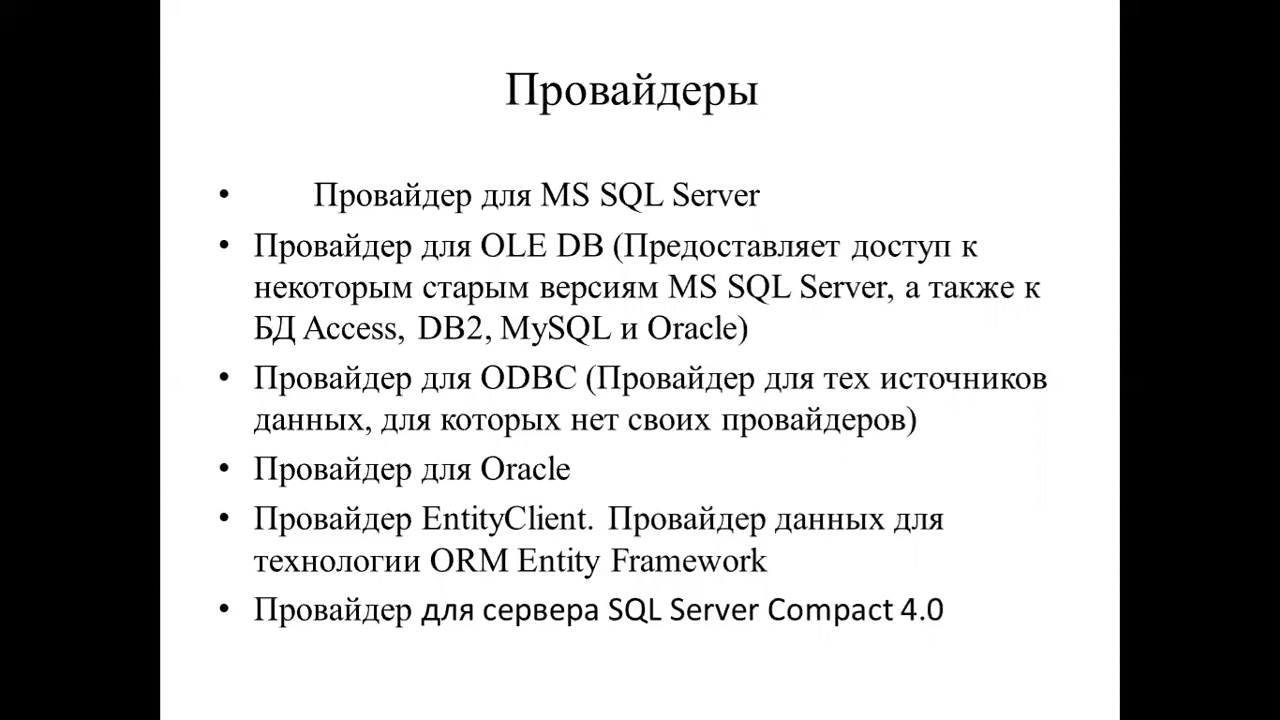 Провайдеры
• Провайдер для MS SQL Server
• Провайдер для OLE DB (Предоставляет доступ к
некоторым старым версиям MS SQL Server, а также к
БД Access, DB2, MySQL и Oracle)
• Провайдер для ODBC (Провайдер для тех источников
данных, для которых нет своих провайдеров)
• Провайдер для Oracle
• Провайдер EntityClient. Провайдер данных для
технологии ORM Entity Framework
• Провайдер для сервера SQL Server Compact 4.0